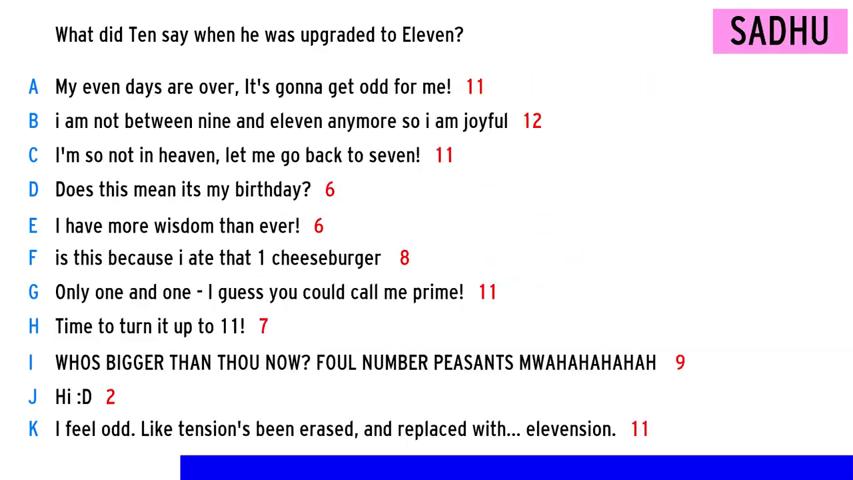 What did Ten say when he was upgraded to Eleven?
SADHU
A My even days are over, It's gonna get odd for me! 11
B i am not between nine and eleven anymore so i am joyful 12
C I'm so not in heaven, let me go back to seven! 11
D Does this mean its my birthday? 6
E I have more wisdom than ever! 6
F is this because i ate that 1 cheeseburger 8
G Only one and one - I guess you could call me prime! 11
H Time to turn it up to 11! 7
I WHOS BIGGER THAN THOU NOW? FOUL NUMBER PEASANTS MWAHAHAHAHAH 9
J Hi :D 2
K I feel odd. Like tension's been erased, and replaced with... elevension. 11